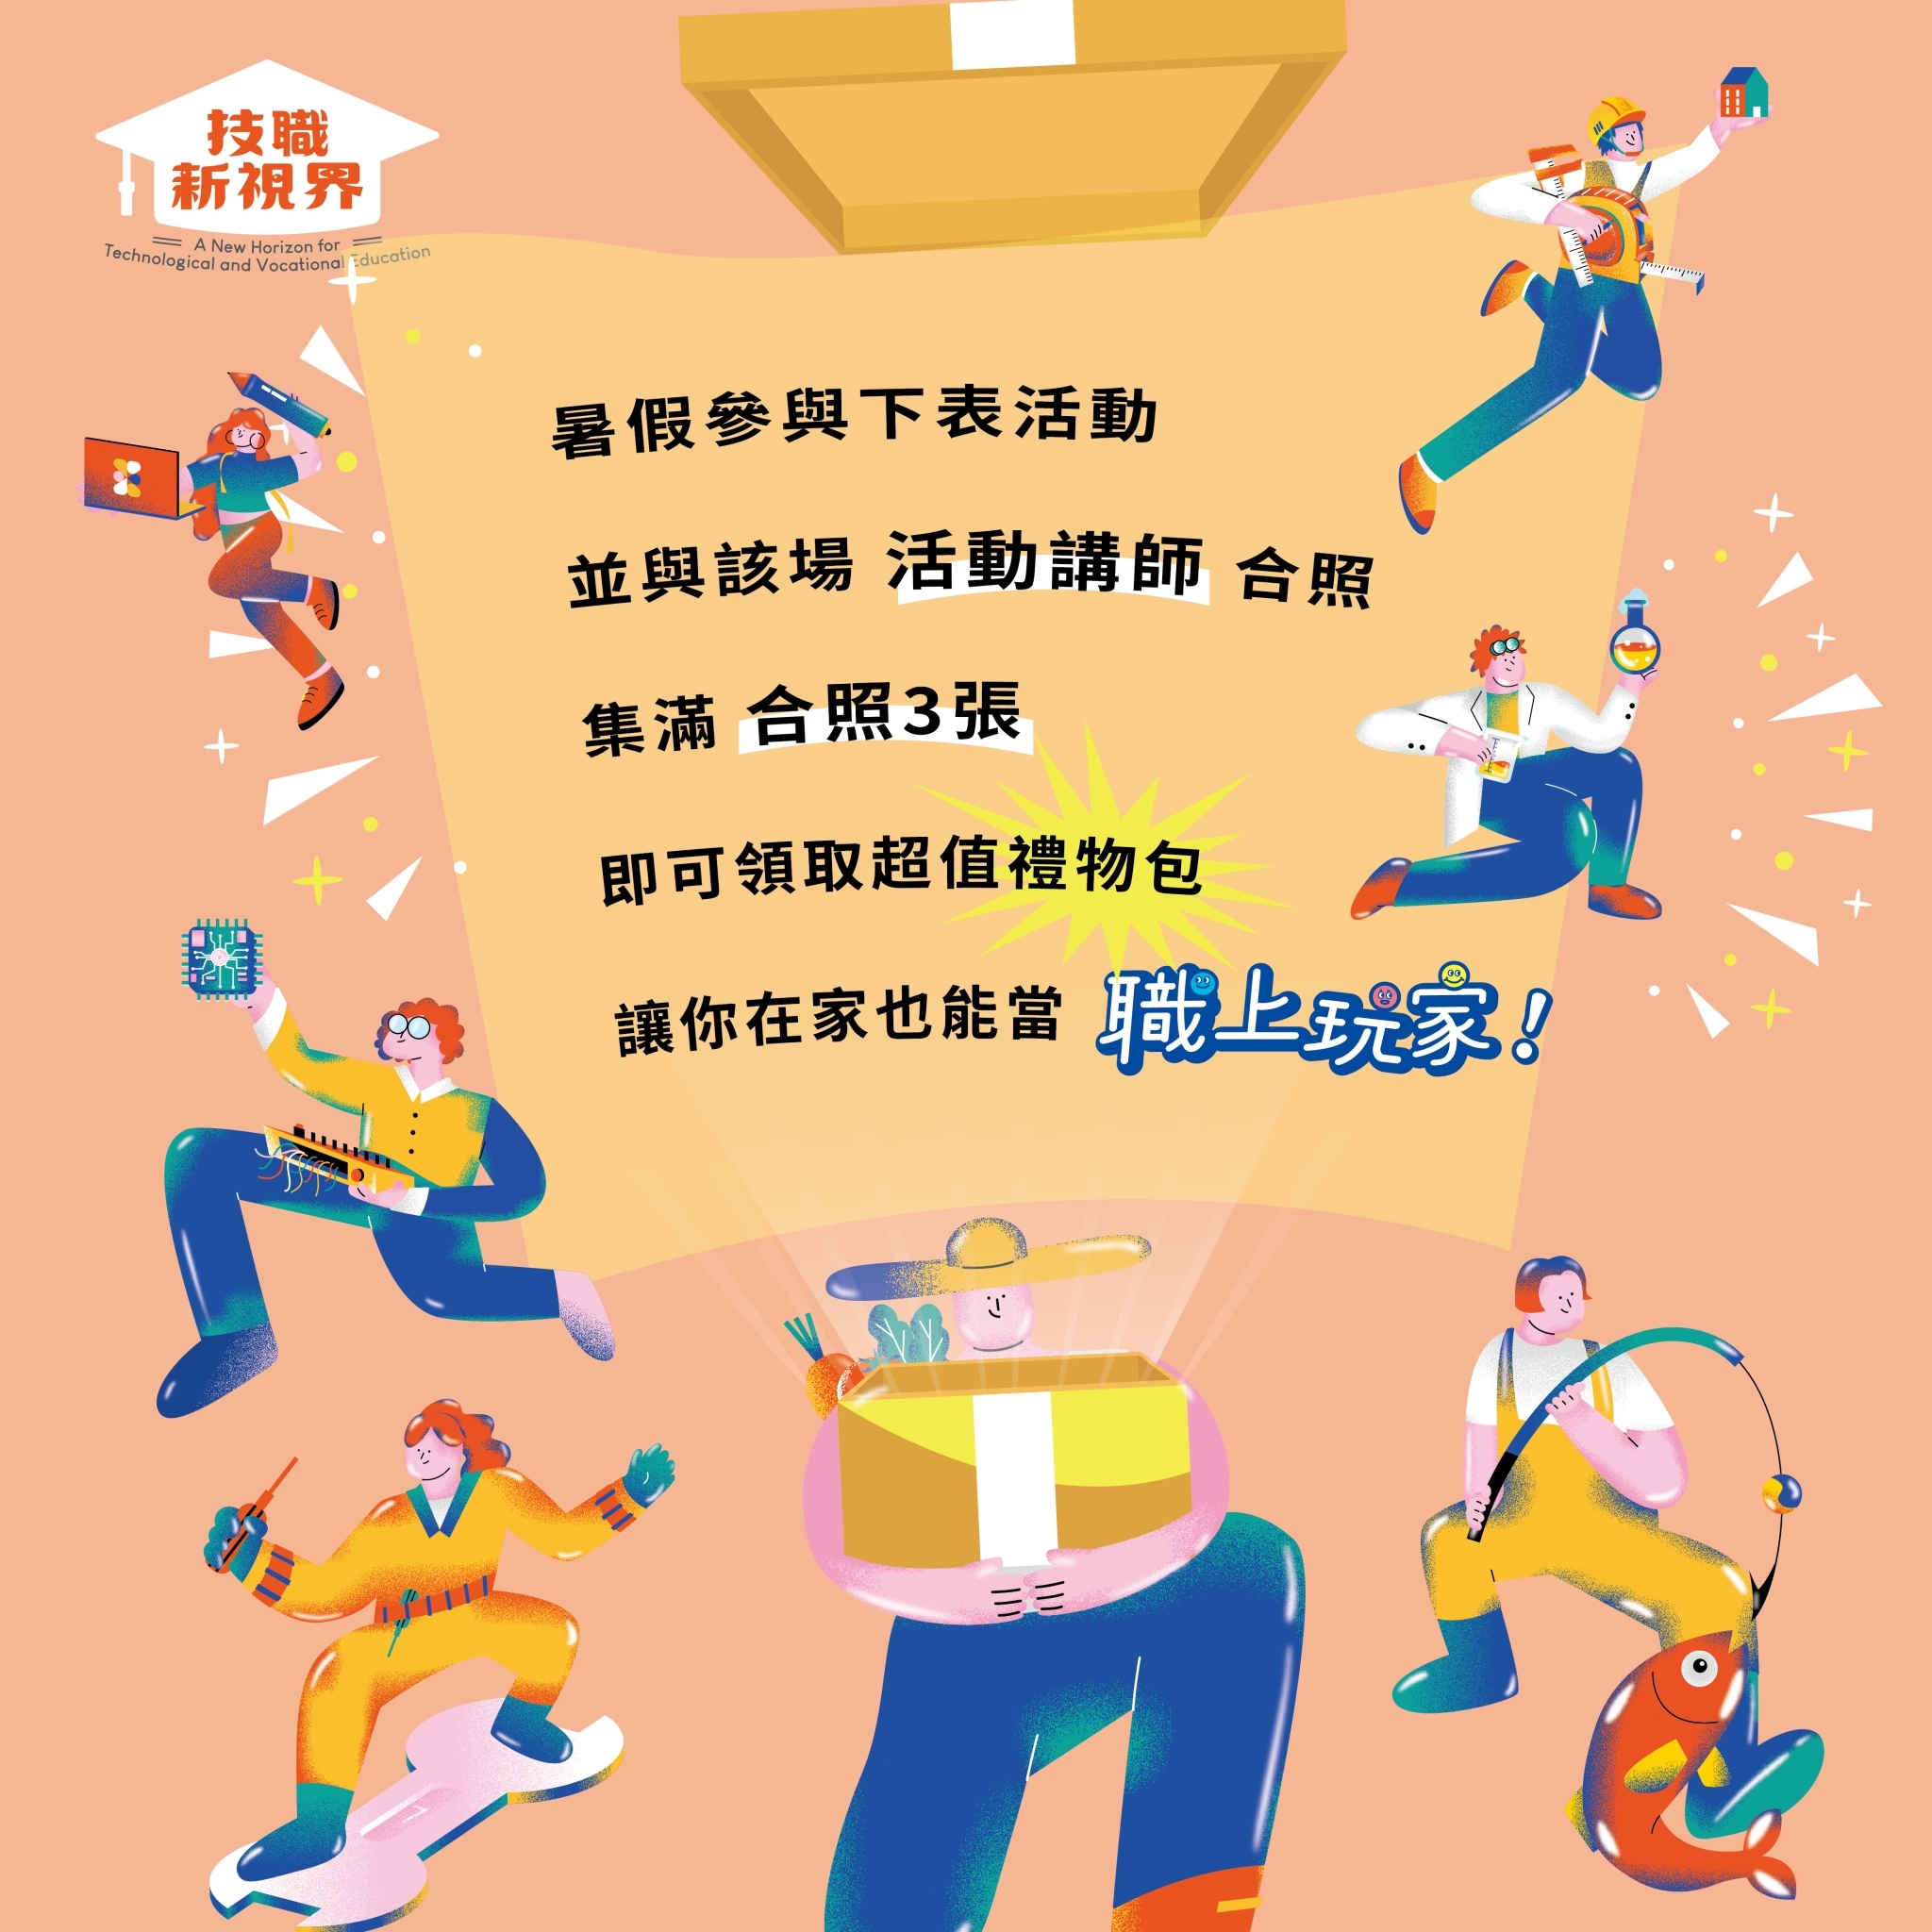 技職
新視界
A New Horizon for
Technological and Vocational Education
暑假參與下表活動
並與該場 活動講師 合照
集滿 合照3張
即可領取超值禮物包
讓你在家也能當 職上玩家！